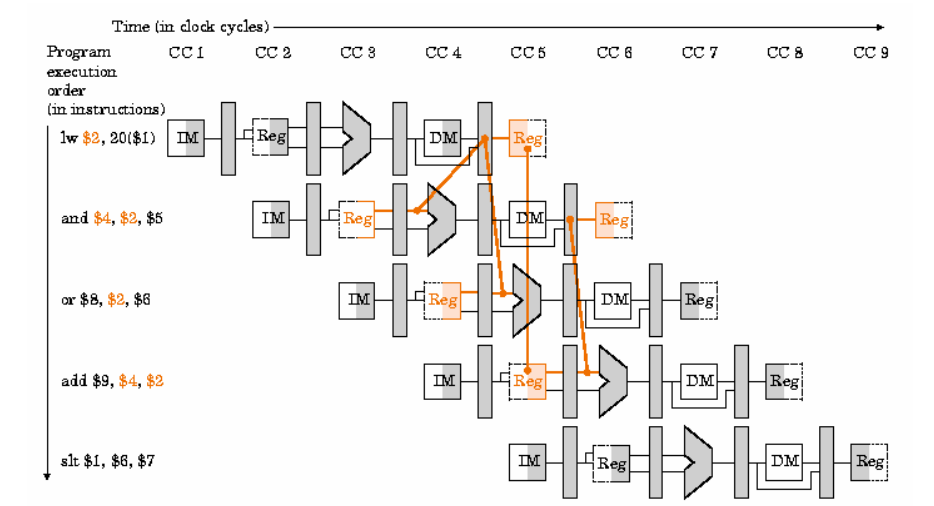 Time (in clock cycles)
Program
execution
order
(in instructions)
CC 1 CC 2 CC 3 CC 4 CC 5 CC 6 CC 7 CC 8 CC 9
lw $2, 20($1) IM Reg DM Reg
and $4, $2, $5 IM Reg DM Reg
or $8, $2, $6 IM Reg DM Reg
add $9, $4, $2 IM Reg DM Reg
slt $1, $6, $7 IM Reg DM Reg